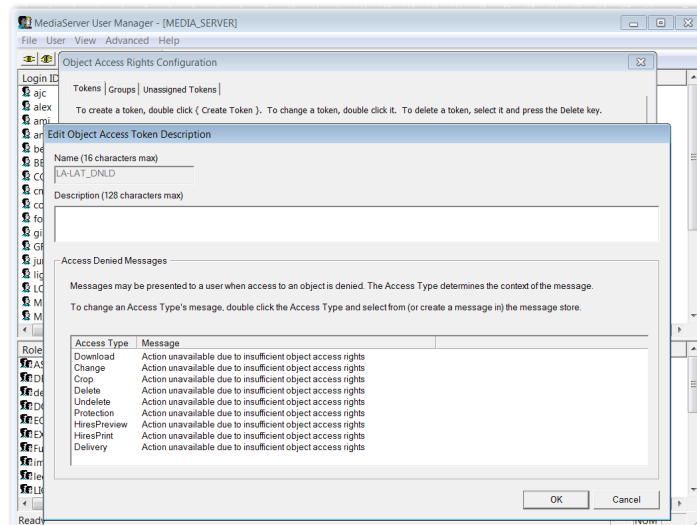 MediaServer User Manager - [MEDIA_SERVER]
File User View Advanced Help
Object Access Rights Configuration
Login ID
Tokens Groups Unassigned Tokens
ajc
To create a token, double click { Create Token }. To change a token, double click it. To delete a token, select it and press the Delete key.
alex
Edit Object Access Token Description
Name (16 characters max)
LA-LAT_DNLD
Description (128 characters max)
Access Denied Messages
Messages may be presented to a user when access to an object is denied. The Access Type determines the context of the message.
To change an Access Type's message, double click the Access Type and select from (or create a message in) the message store.
Access Type Message
Download Action unavailable due to insufficient object access rights
Change Action unavailable due to insufficient object access rights
Crop Action unavailable due to insufficient object access rights
Delete Action unavailable due to insufficient object access rights
Undelete Action unavailable due to insufficient object access rights
Protection Action unavailable due to insufficient object access rights
HiresPreview Action unavailable due to insufficient object access rights
HiresPrint Action unavailable due to insufficient object access rights
Delivery Action unavailable due to insufficient object access rights
OK Cancel
Role
Ready NUM